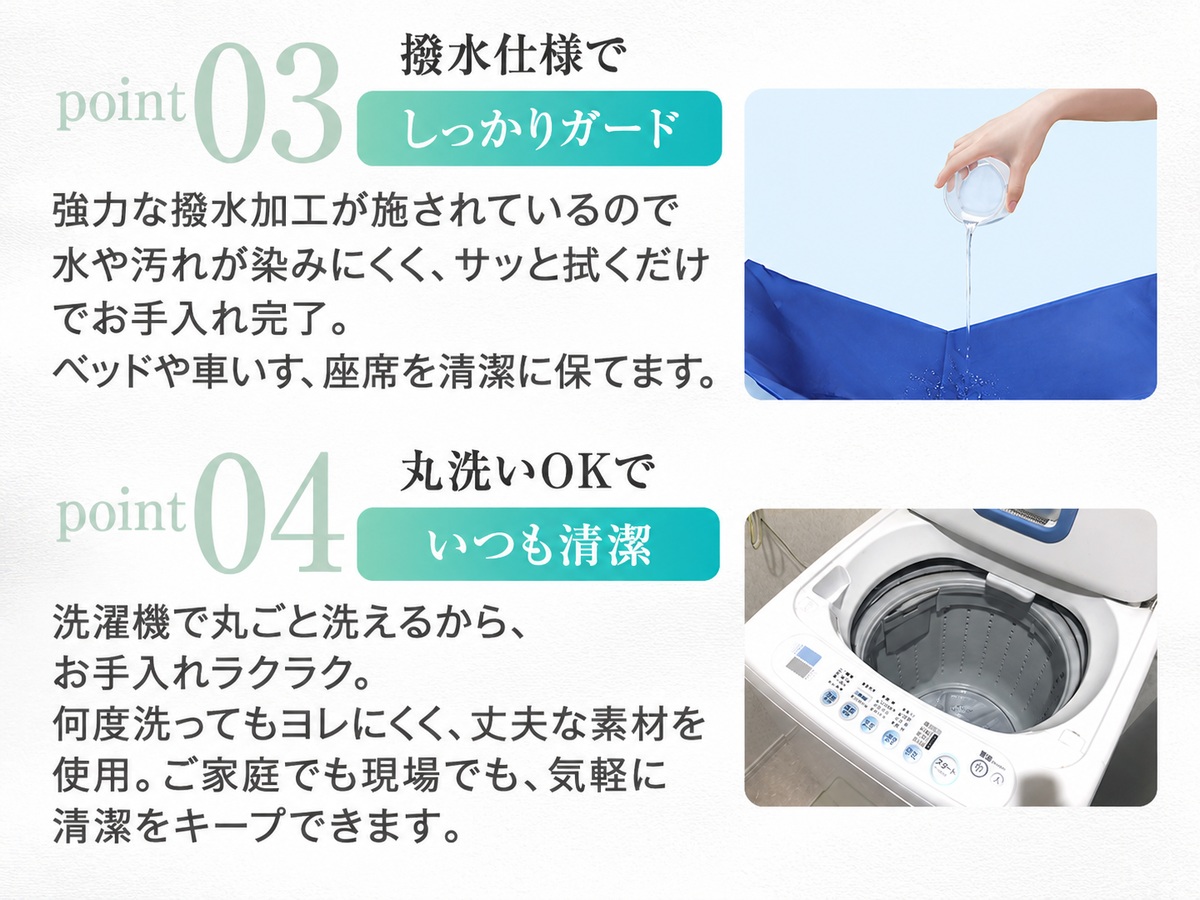 point03
撥水仕様で
しっかりガード
強力な撥水加工が施されているので
水や汚れが染みにくく、サッと拭くだけ
でお手入れ完了。
ベッドや車いす、座席を清潔に保てます。
point04
丸洗いOKで
いつも清潔
洗濯機で丸ごと洗えるから、
お手入れラクラク。
何度洗ってもヨレにくく、丈夫な素材を
使用。ご家庭でも現場でも、気軽に
清潔をキープできます。
スタート